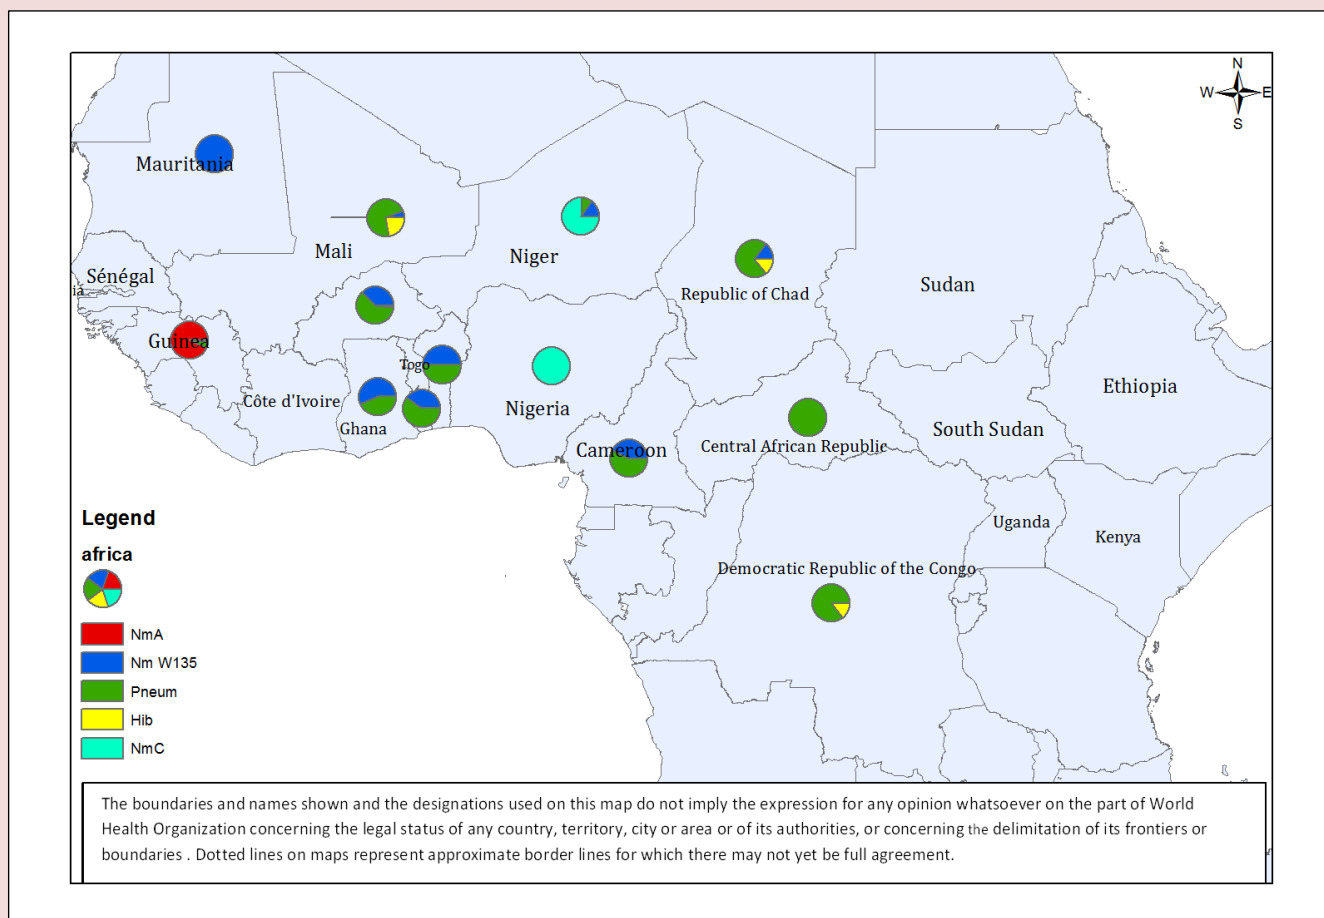 N
W E
S
Mauritania
Mali
Niger
Republic of Chad
Sudan
Sénégal
ia
Guinea
Togo
Côte d'Ivoire
Ghana
Nigeria
Cameroon
Central African Republic
South Sudan
Ethiopia
Uganda
Kenya
Democratic Republic of the Congo
Legend
africa
NmA
Nm W135
Pneum
Hib
NmC
The boundaries and names shown and the designations used on this map do not imply the expression for any opinion whatsoever on the part of World
Health Organization concerning the legal status of any country, territory, city or area or of its authorities, or concerning the delimitation of its frontiers or
boundaries . Dotted lines on maps represent approximate border lines for which there may not yet be full agreement.